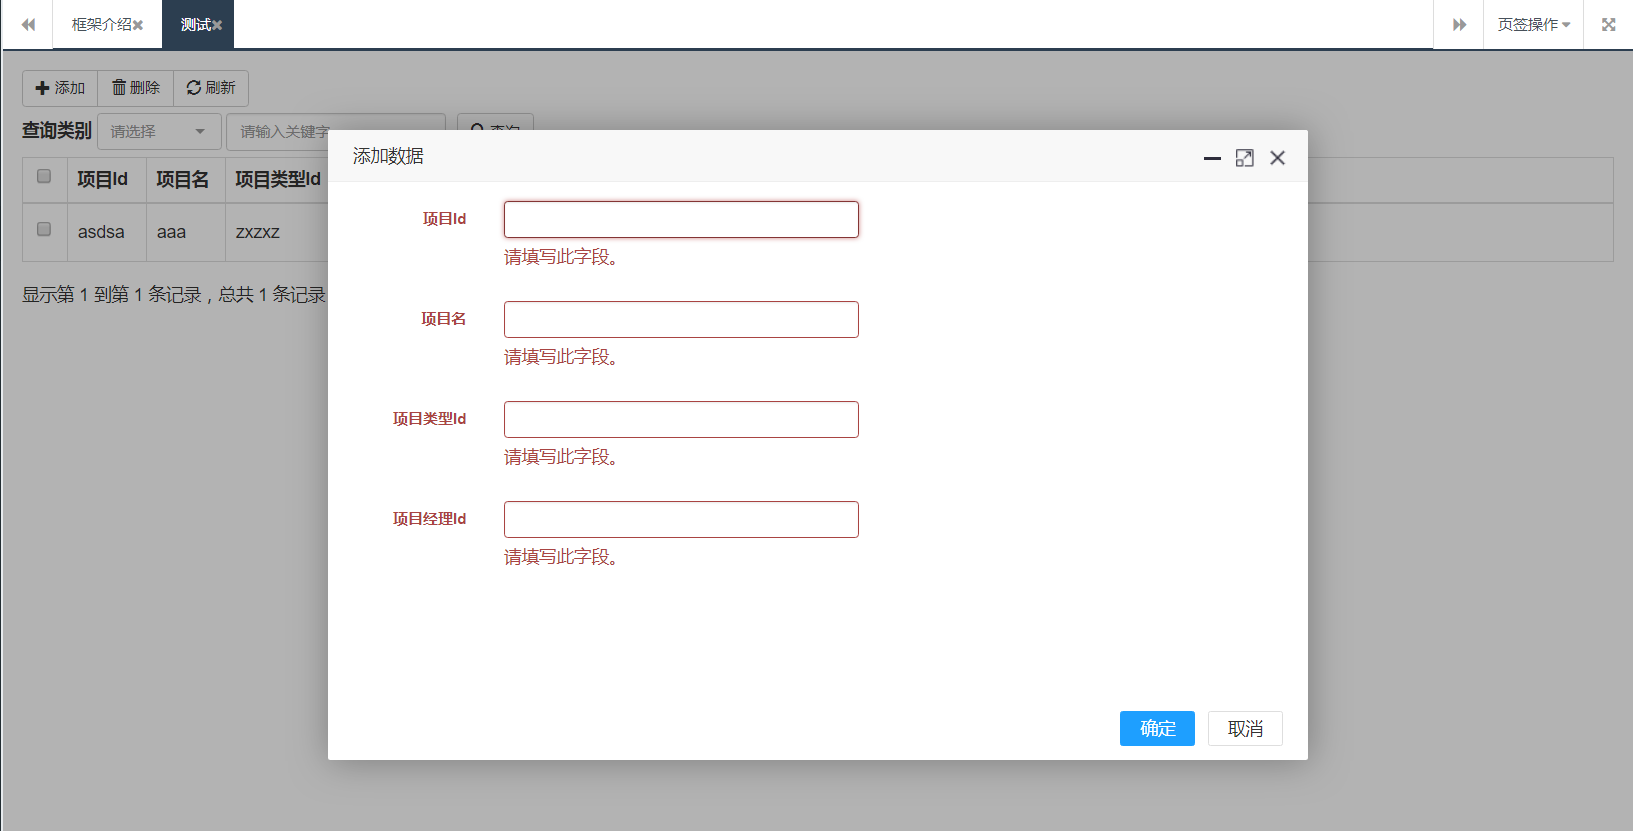 框架介绍 测试 页签操作
添加 删除 刷新
查询类别 请选择 请输入关键字 查询
添加数据
项目Id 项目名 项目类型Id
asdsa aaa zxzxz
显示第 1 到第 1 条记录，总共 1 条记录
项目Id
请填写此字段。
项目名
请填写此字段。
项目类型Id
请填写此字段。
项目经理Id
请填写此字段。
确定 取消